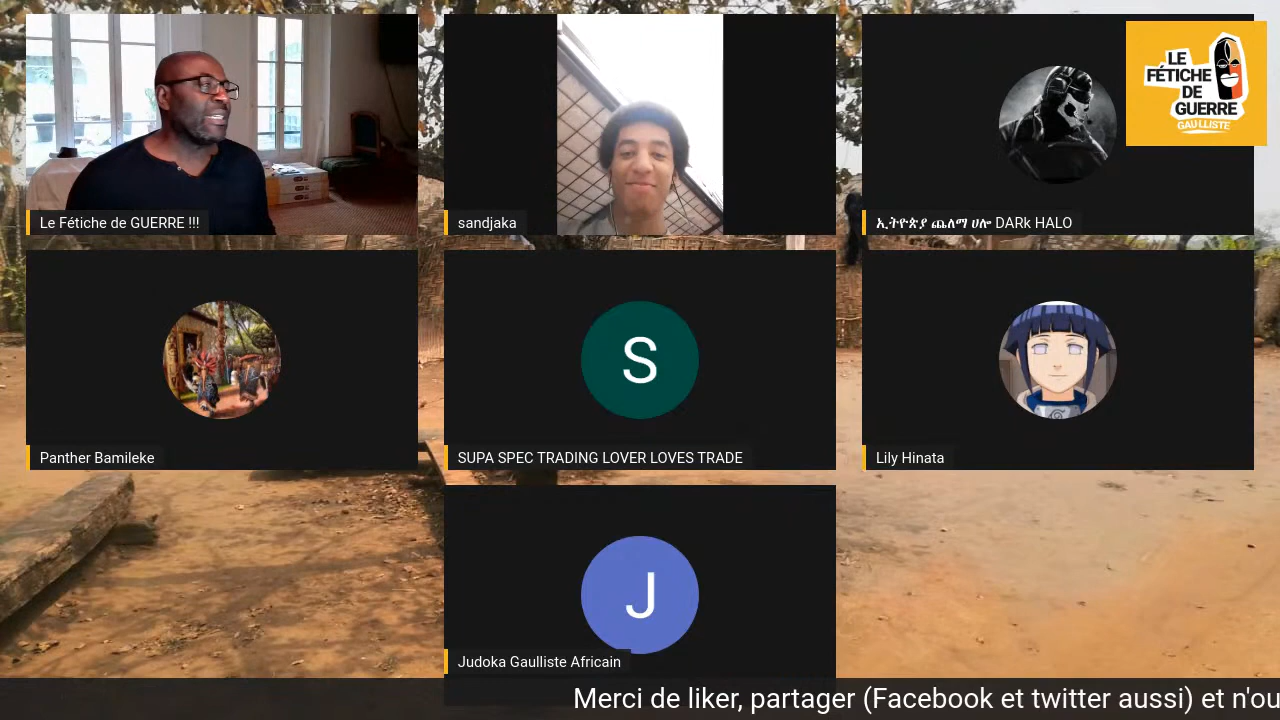 LE
FÉTICHE
DE
GUERRE
GAULLISTE
Le Fétiche de GUERRE !!!
sandjaka
ኢትዮጵያ ጨለማ ሀሎ DARk HALO
Panther Bamileke
S
SUPA SPEC TRADING LOVER LOVES TRADE
Lily Hinata
J
Judoka Gaulliste Africain
Merci de liker, partager (Facebook et twitter aussi) et n'ou